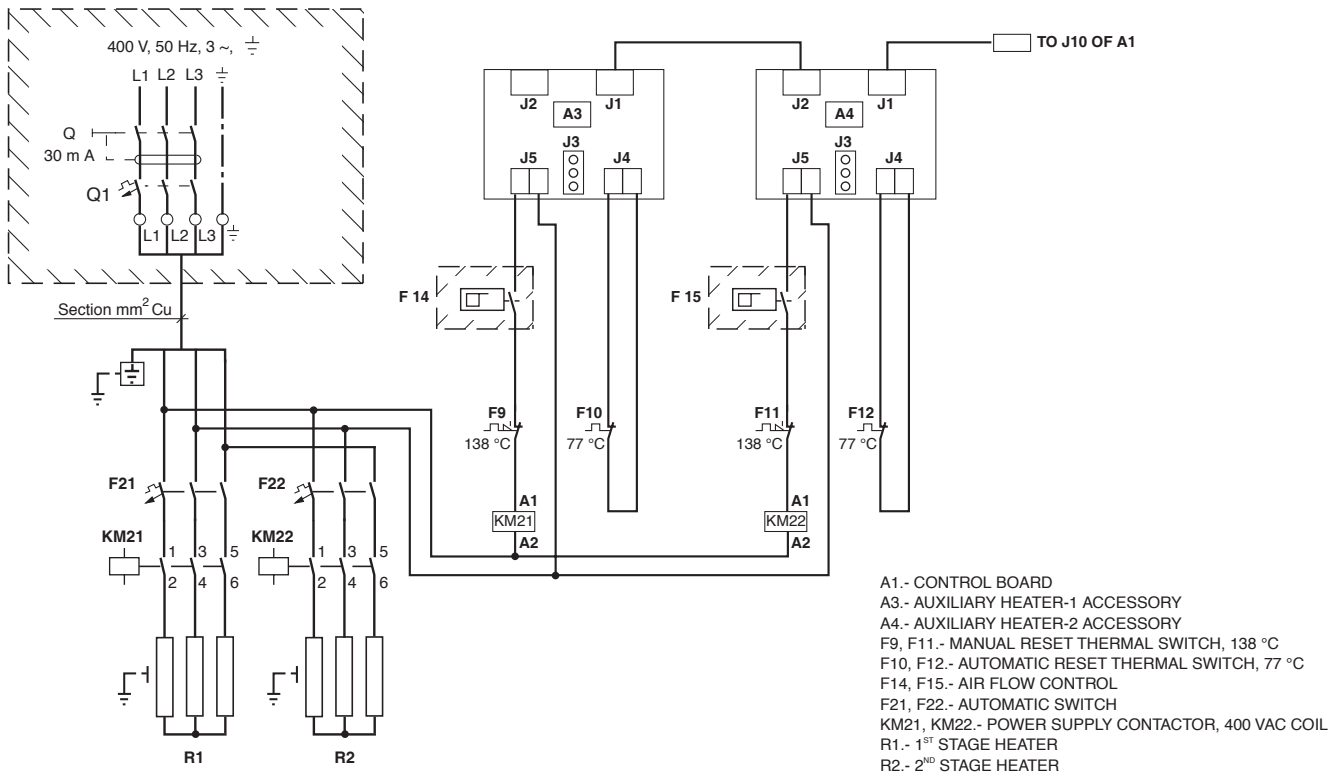 400 V, 50 Hz, 3 ~,
L1 L2 L3
Q
30 m A
Q1
L1 L2 L3
Section mm² Cu
TO J10 OF A1
J2 J1
A3
J3
J5 J4
J2 J1
A4
J3
J5 J4
F 14
F 15
F9
138 °C
F10
77 °C
F11
138 °C
F12
77 °C
A1
KM21
A2
A1
KM22
A2
F21
F22
KM21
1 3 5
2 4 6
KM22
1 3 5
2 4 6
R1
R2
A1.- CONTROL BOARD
A3.- AUXILIARY HEATER-1 ACCESSORY
A4.- AUXILIARY HEATER-2 ACCESSORY
F9, F11.- MANUAL RESET THERMAL SWITCH, 138 °C
F10, F12.- AUTOMATIC RESET THERMAL SWITCH, 77 °C
F14, F15.- AIR FLOW CONTROL
F21, F22.- AUTOMATIC SWITCH
KM21, KM22.- POWER SUPPLY CONTACTOR, 400 VAC COIL
R1.- 1ST STAGE HEATER
R2.- 2ND STAGE HEATER